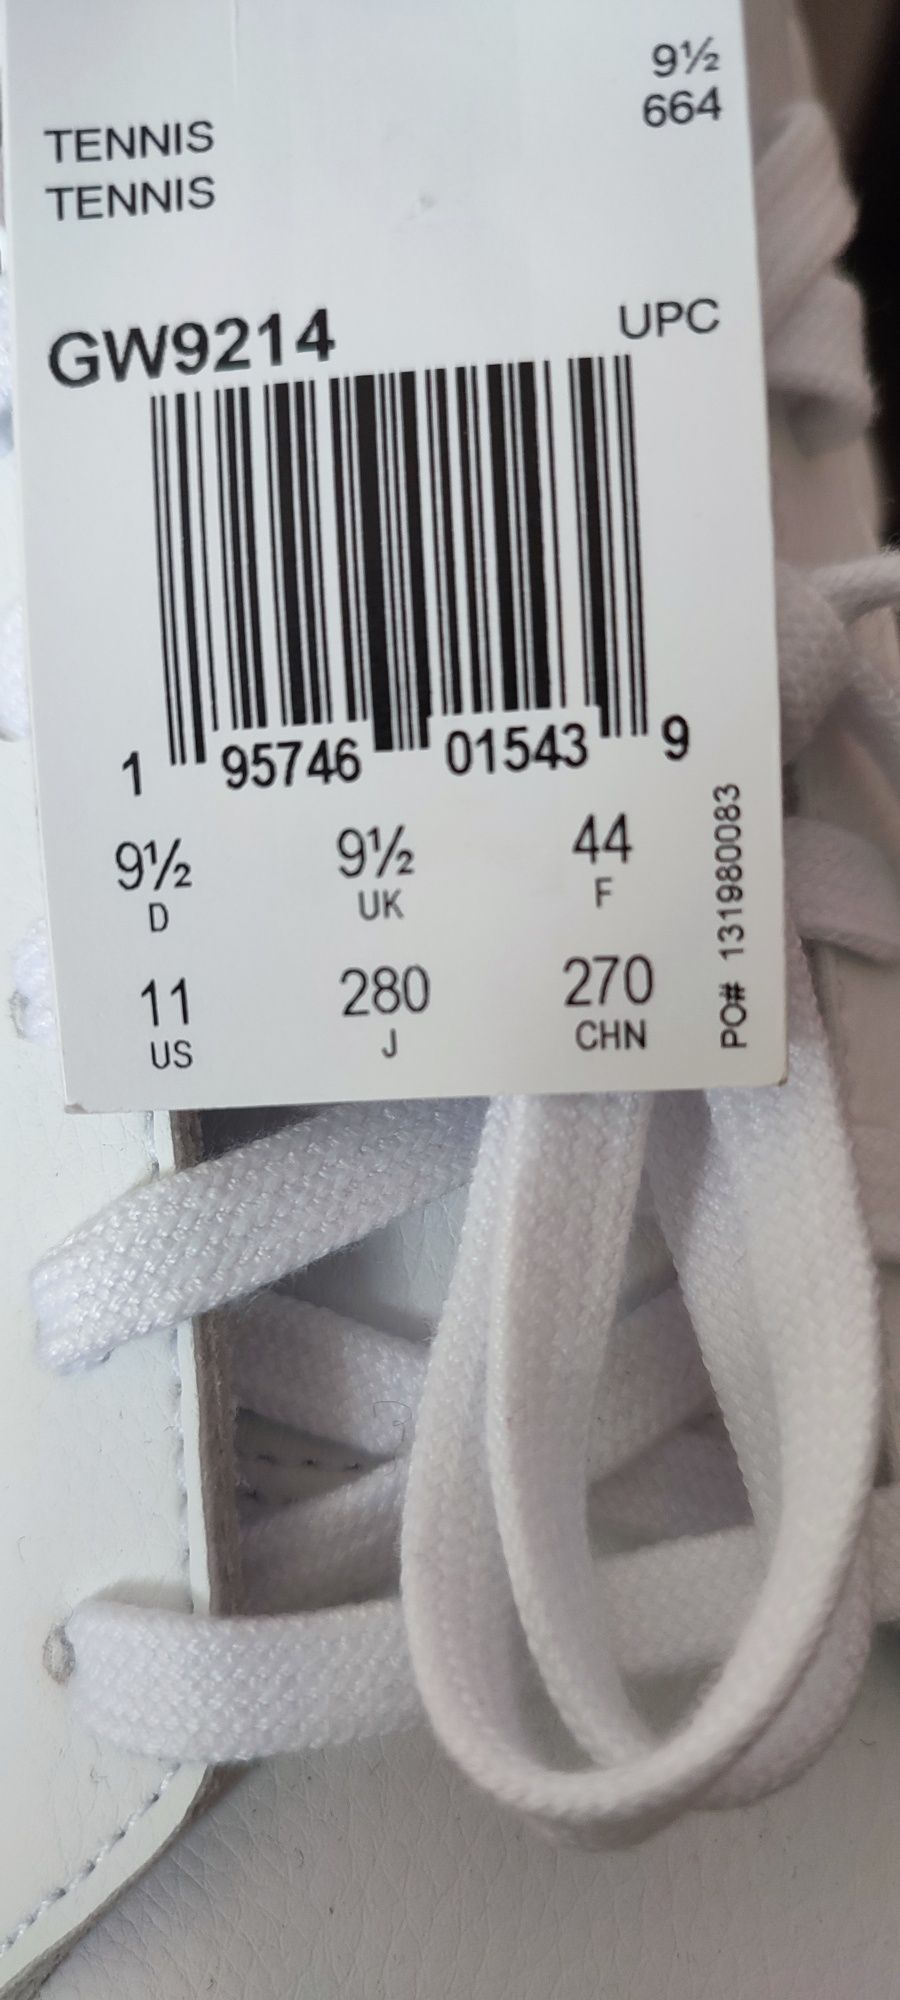 9½
664
TENNIS
TENNIS
GW9214
UPC
1 95746 01543 9
9½ 9½ 44
D UK F
11 280 270
US J CHN
PO# 131980083